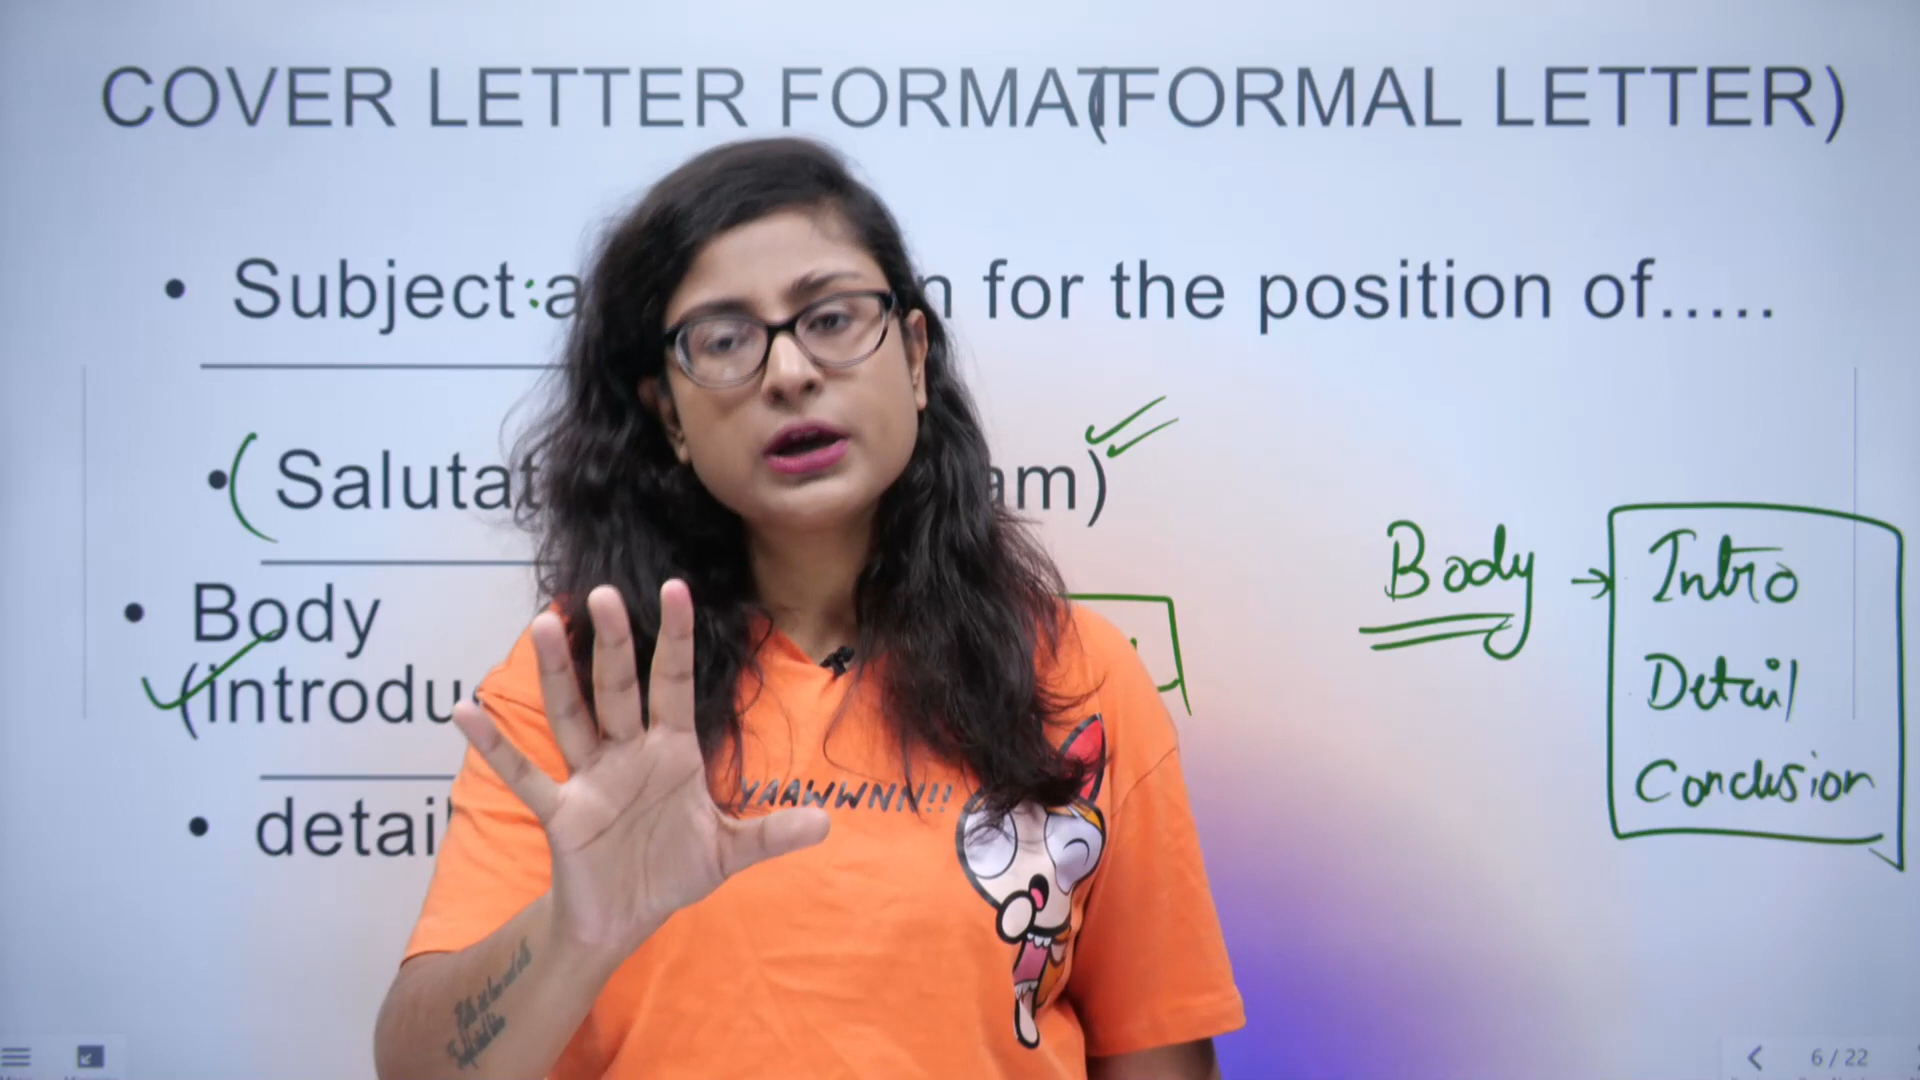 COVER LETTER FORMAT(FORMAL LETTER)
• Subject:a n for the position of.....
•( Salutat am)
• Body
(introdu
• detail
Body → Intro
Detail
Conclusion
YAAWWNN!!
6 / 22